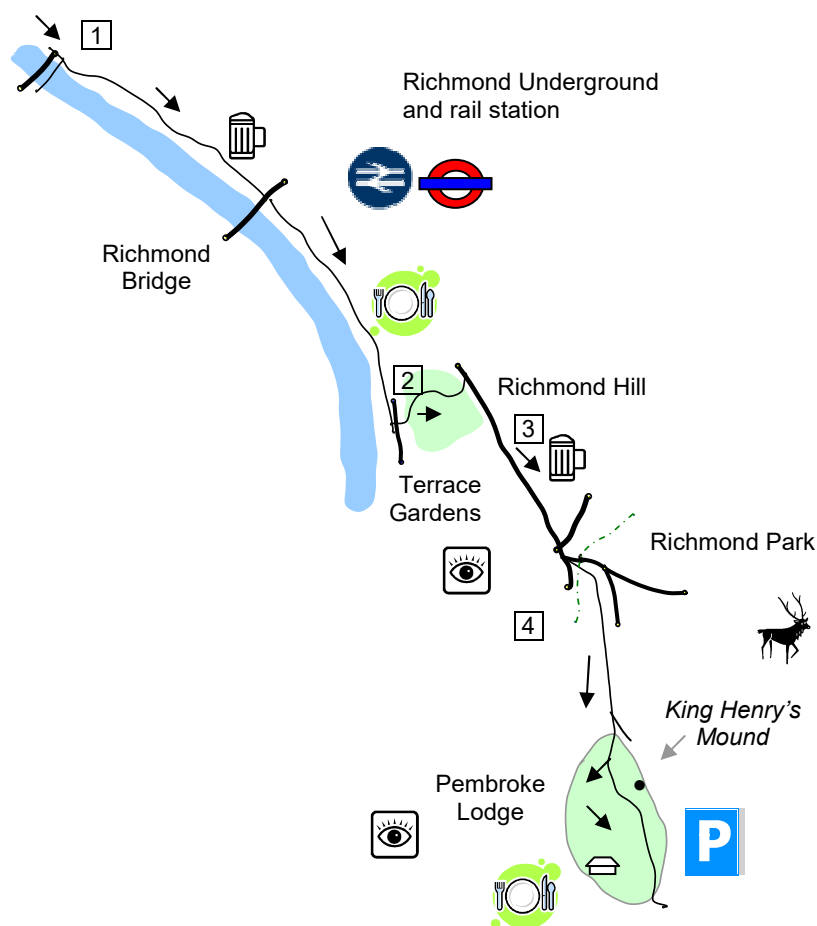 1
Richmond Underground
and rail station
Richmond
Bridge
2
Richmond Hill
3
Terrace
Gardens
Richmond Park
4
King Henry's
Mound
Pembroke
Lodge
P